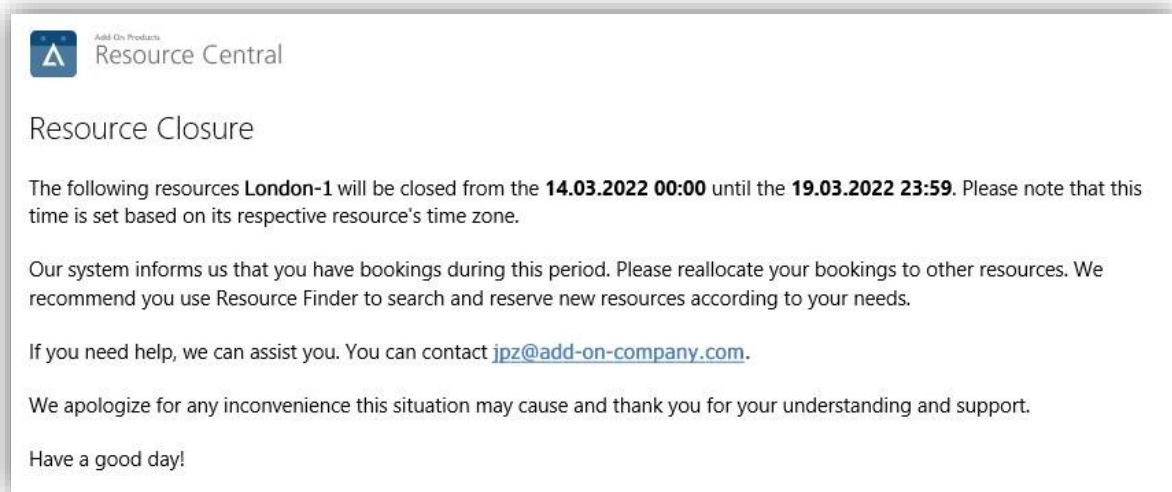 Add On Products
Resource Central
Resource Closure
The following resources London-1 will be closed from the 14.03.2022 00:00 until the 19.03.2022 23:59. Please note that this
time is set based on its respective resource's time zone.
Our system informs us that you have bookings during this period. Please reallocate your bookings to other resources. We
recommend you use Resource Finder to search and reserve new resources according to your needs.
If you need help, we can assist you. You can contact jpz@add-on-company.com.
We apologize for any inconvenience this situation may cause and thank you for your understanding and support.
Have a good day!